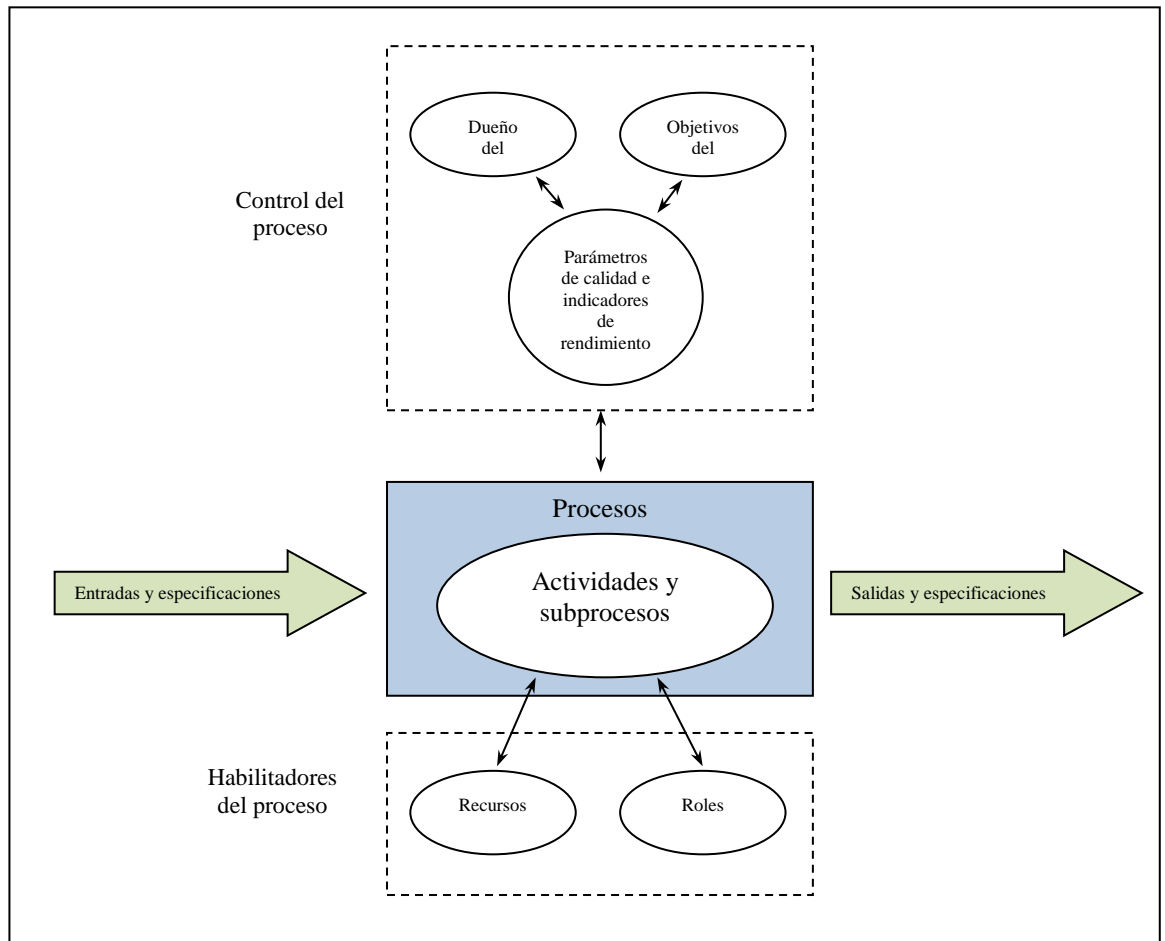 Dueño
del
Objetivos
del
Control del
proceso
Parámetros
de calidad e
indicadores
de
rendimiento
Procesos
Actividades y
subprocesos
Entradas y especificaciones
Salidas y especificaciones
Habilitadores
del proceso
Recursos
Roles